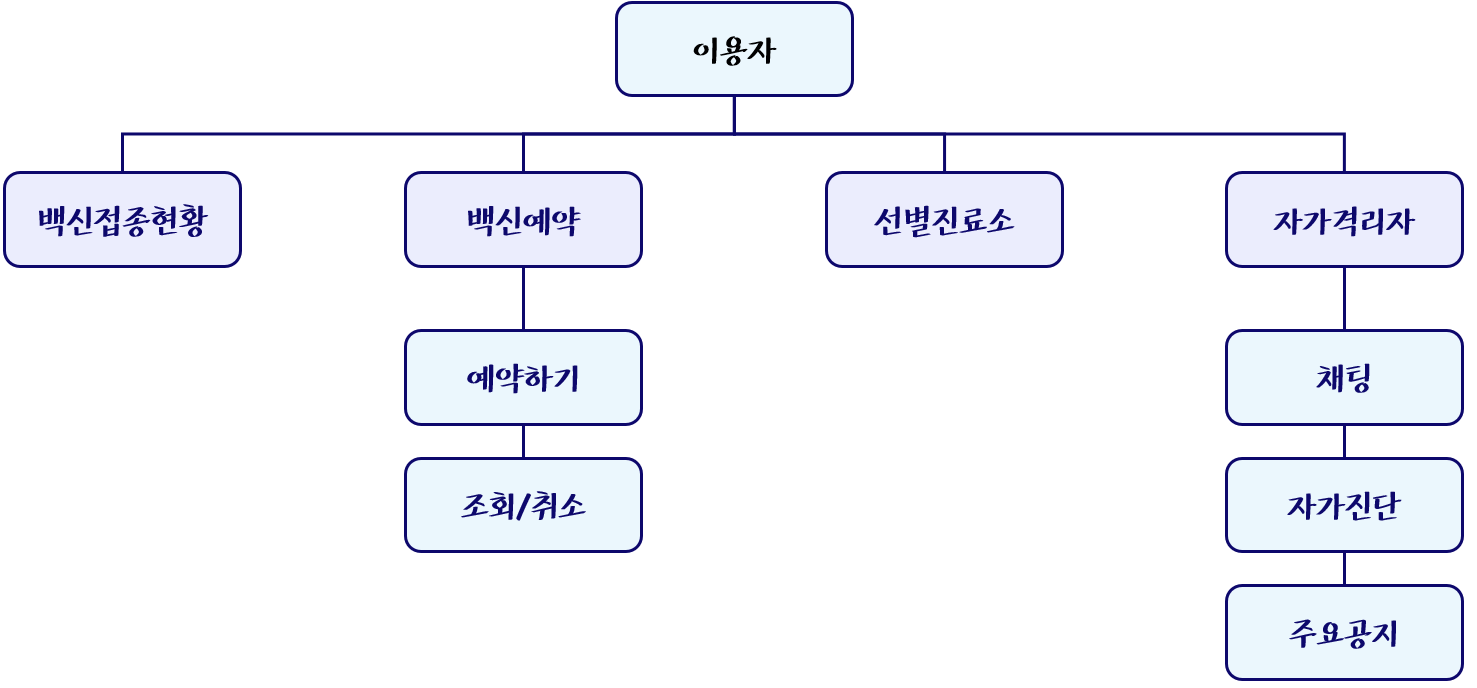 이용자
백신접종현황
백신예약
선별진료소
자가격리자
예약하기
채팅
조회/취소
자가진단
주요공지